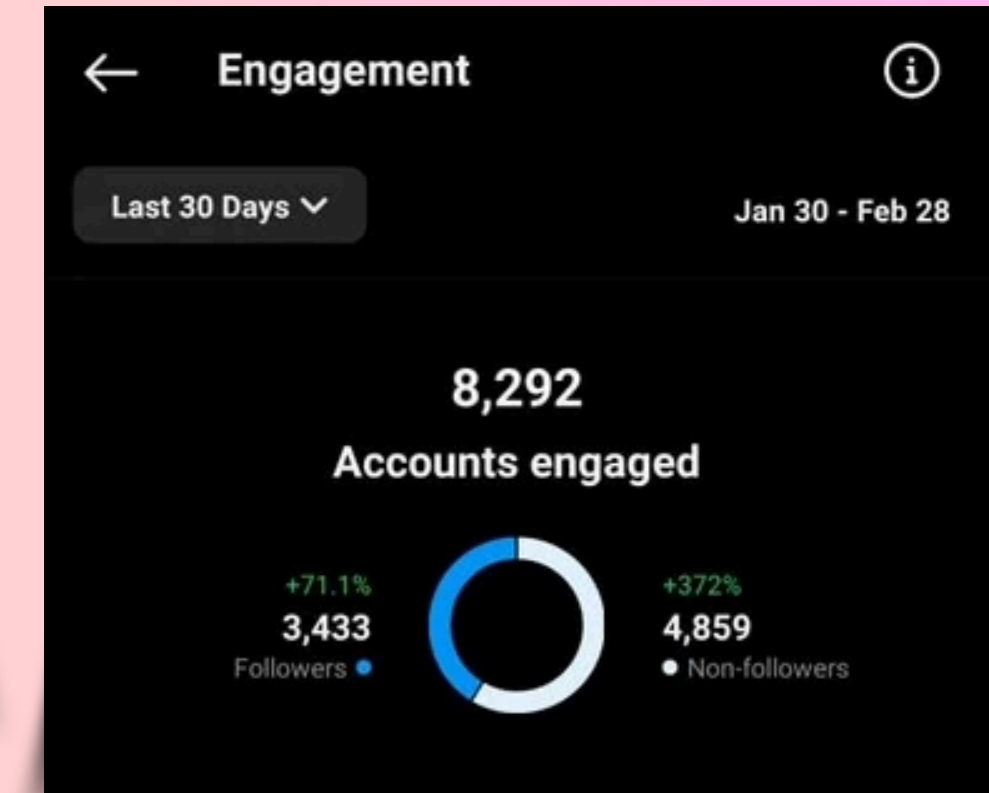 Engagement
Last 30 Days
Jan 30 - Feb 28
8,292
Accounts engaged
+71.1%
3,433
Followers
+372%
4,859
Non-followers